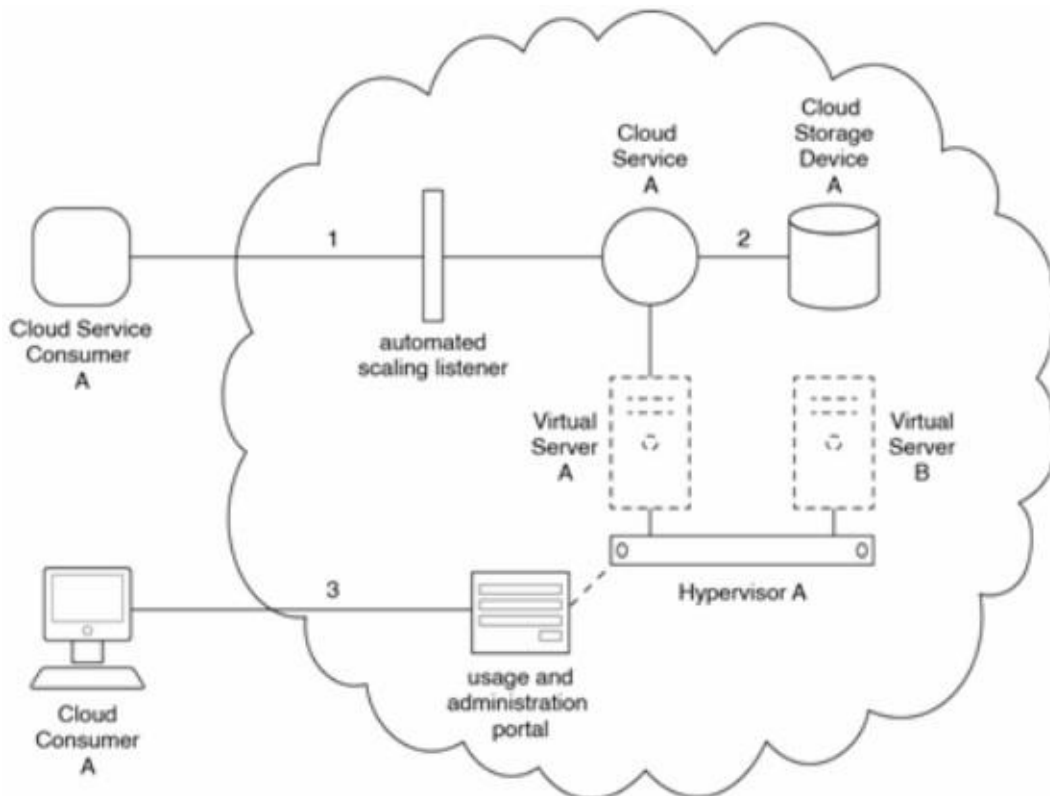 Cloud
Service
A
Cloud
Storage
Device
A
1
2
Cloud Service
Consumer
A
automated
scaling listener
Virtual
Server
A
Virtual
Server
B
Hypervisor A
3
usage and
administration
portal
Cloud
Consumer
A